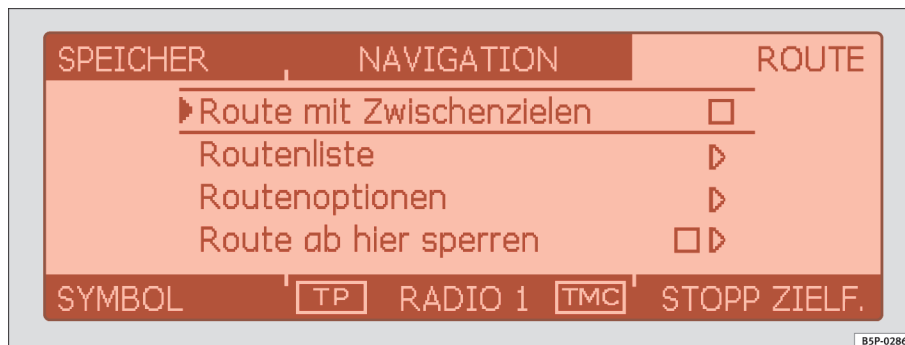 SPEICHER NAVIGATION ROUTE
Route mit Zwischenzielen
Routenliste
Routenoptionen
Route ab hier sperren
SYMBOL TP RADIO 1 TMC STOPP ZIELF.
B5P-0286